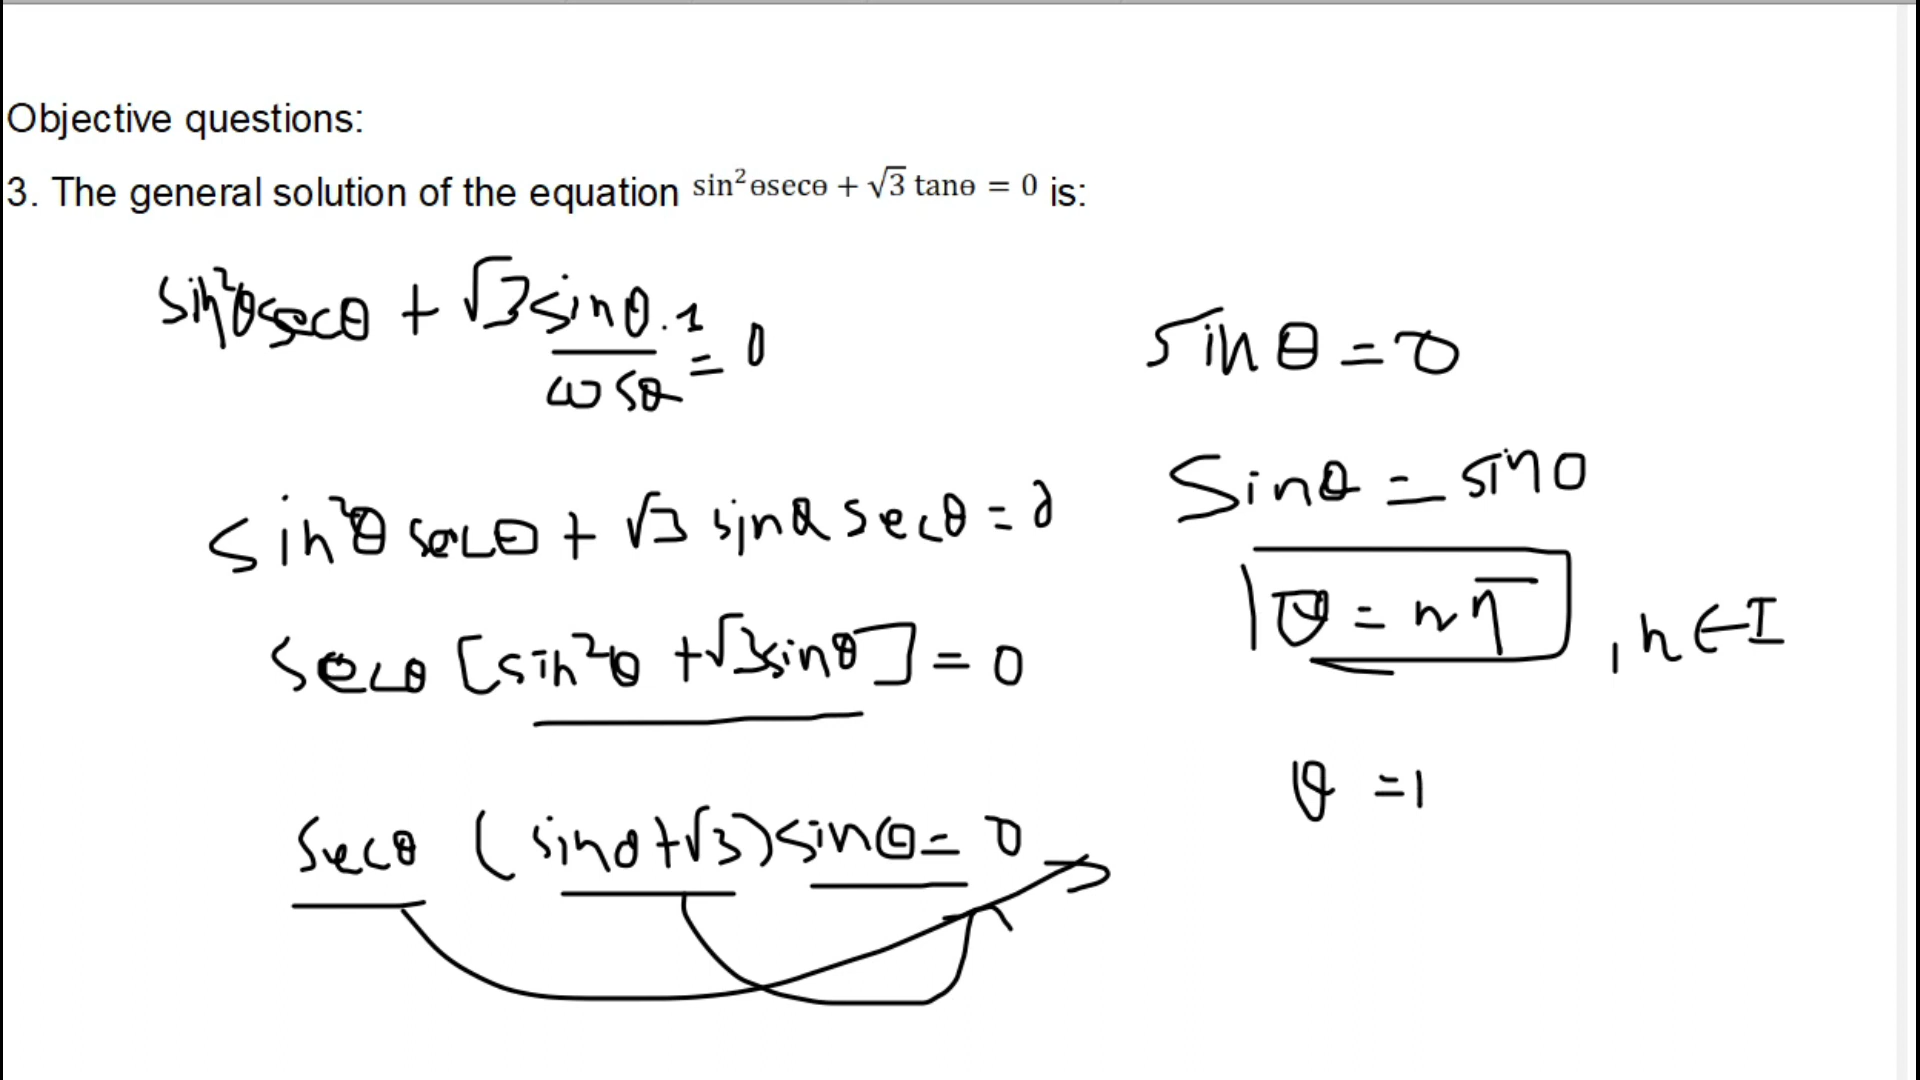 Objective questions:
3. The general solution of the equation sin²θsecθ + √3 tanθ = 0 is:
sin²θsecθ + √3 sinθ.1/cosθ = 0
sin²θ secθ + √3 sinθ secθ = 0
secθ [sin²θ + √3sinθ] = 0
secθ (sinθ+√3)sinθ = 0
sinθ = 0
Sinθ = sin0
θ = nπ , n ∈ I
θ = 1